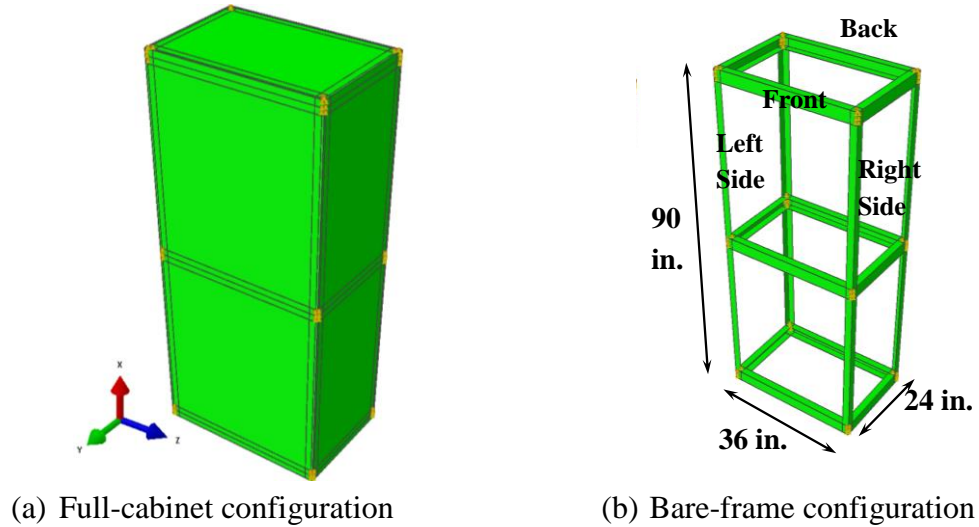 Back
Front
Left
Side
Right
Side
90
in.
24 in.
36 in.
X
Y
Z
(a) Full-cabinet configuration
(b) Bare-frame configuration